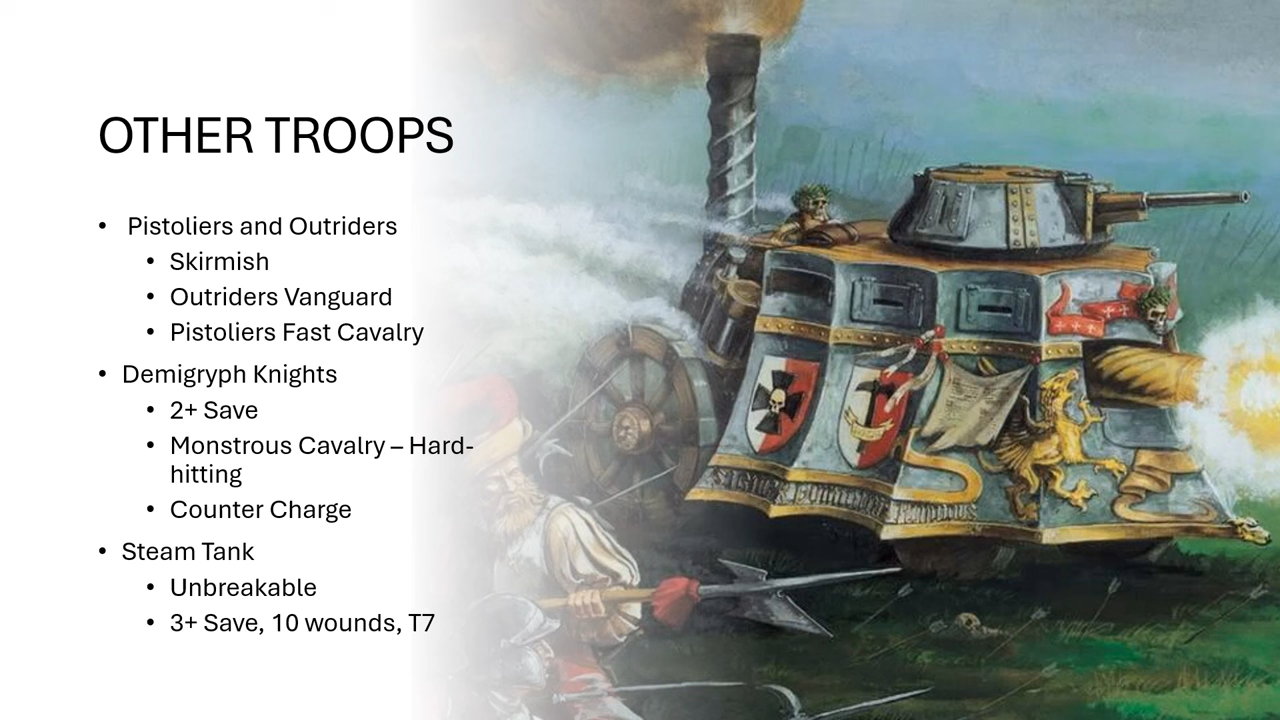 OTHER TROOPS
• Pistoliers and Outriders
• Skirmish
• Outriders Vanguard
• Pistoliers Fast Cavalry
• Demigryph Knights
• 2+ Save
• Monstrous Cavalry – Hard-
hitting
• Counter Charge
• Steam Tank
• Unbreakable
• 3+ Save, 10 wounds, T7